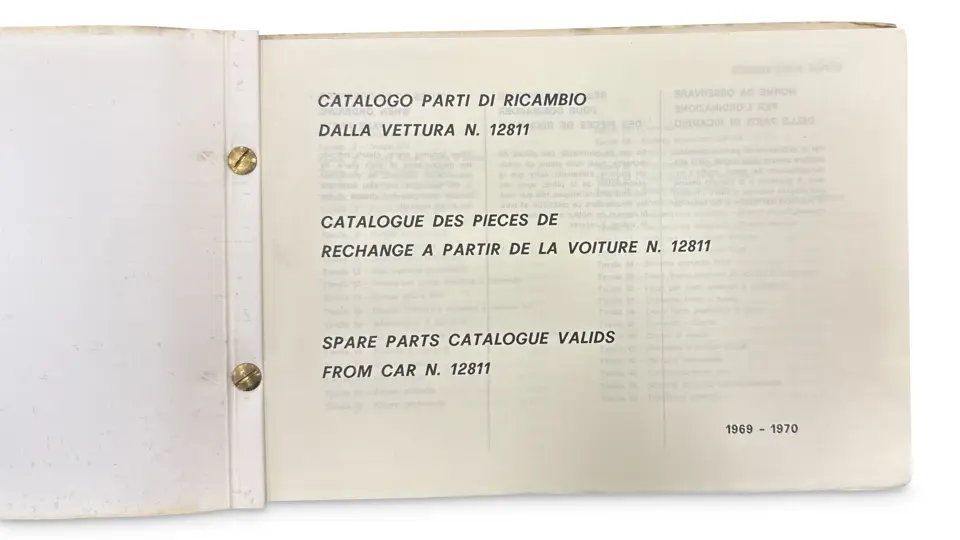 CATALOGO PARTI DI RICAMBIO
DALLA VETTURA N. 12811
CATALOGUE DES PIECES DE
RECHANGE A PARTIR DE LA VOITURE N. 12811
SPARE PARTS CATALOGUE VALIDS
FROM CAR N. 12811
1969 - 1970